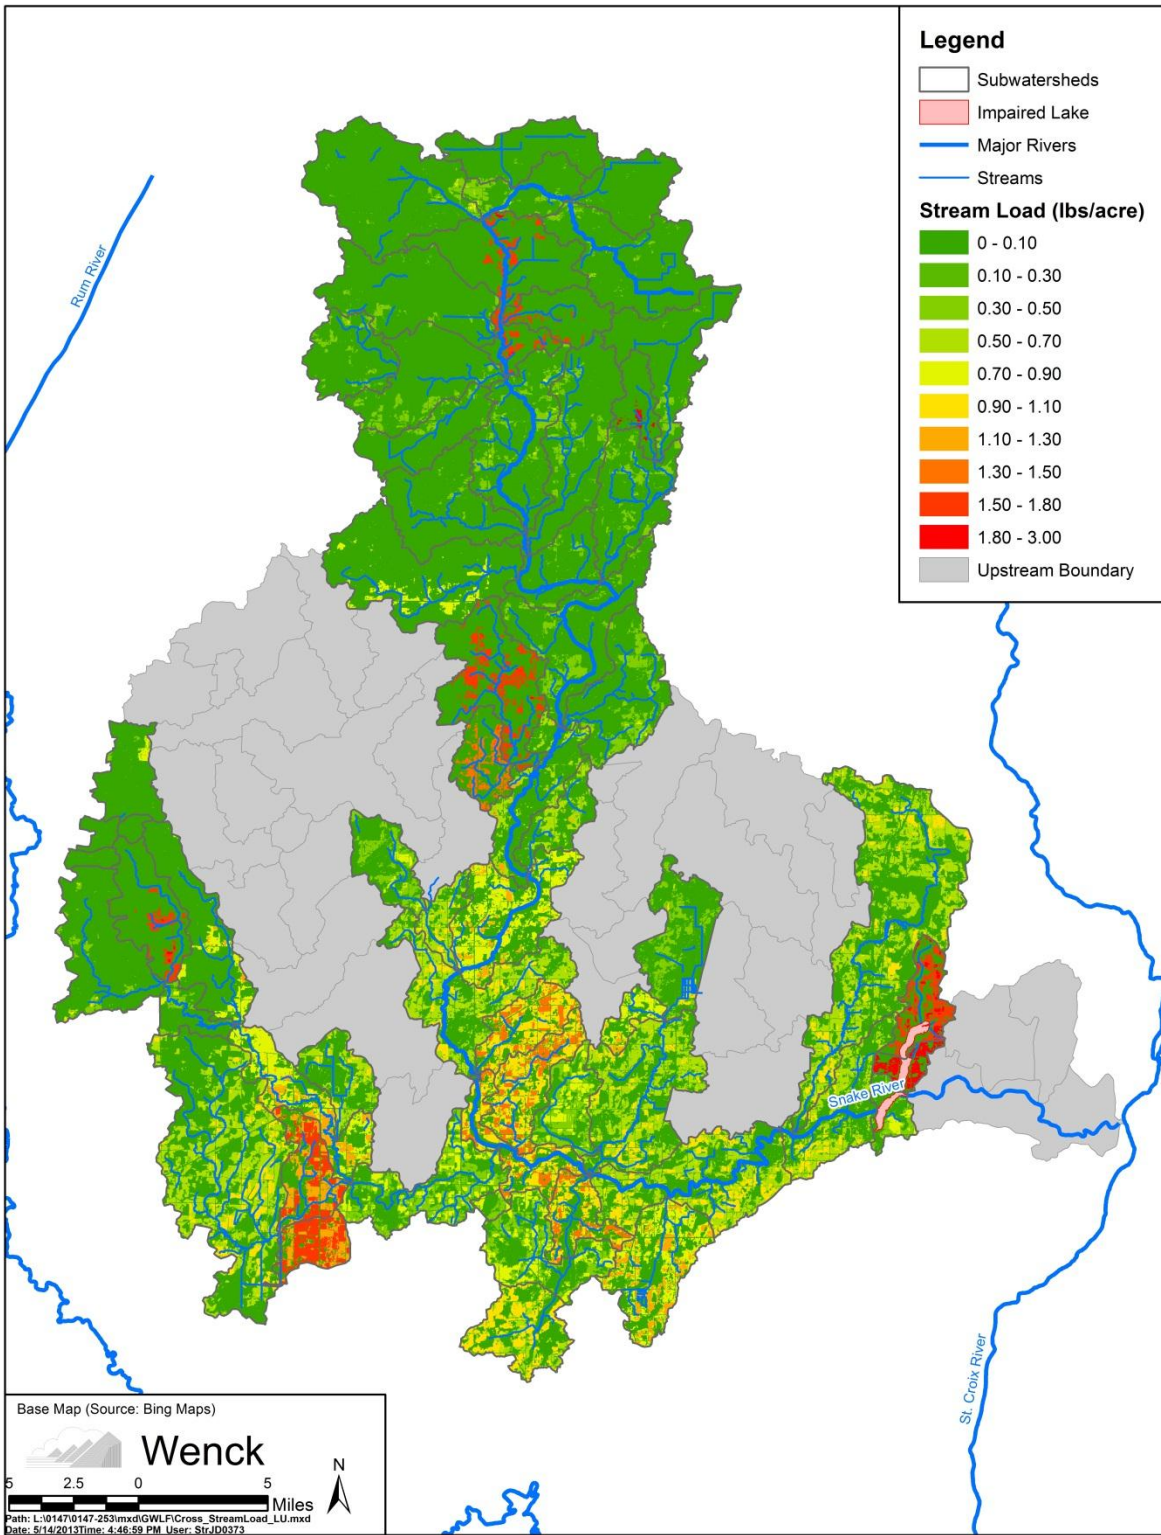 Legend
Subwatersheds
Impaired Lake
Major Rivers
Streams
Stream Load (lbs/acre)
0 - 0.10
0.10 - 0.30
0.30 - 0.50
0.50 - 0.70
0.70 - 0.90
0.90 - 1.10
1.10 - 1.30
1.30 - 1.50
1.50 - 1.80
1.80 - 3.00
Upstream Boundary
Rum River
Snake River
St. Croix River
Base Map (Source: Bing Maps)
Wenck
N
5 2.5 0 5
Miles
Path: L:\0147\0147-253\mxd\GWLF\Cross_StreamLoad_LU.mxd
Date: 5/14/2013Time: 4:46:59 PM User: StrJD0373